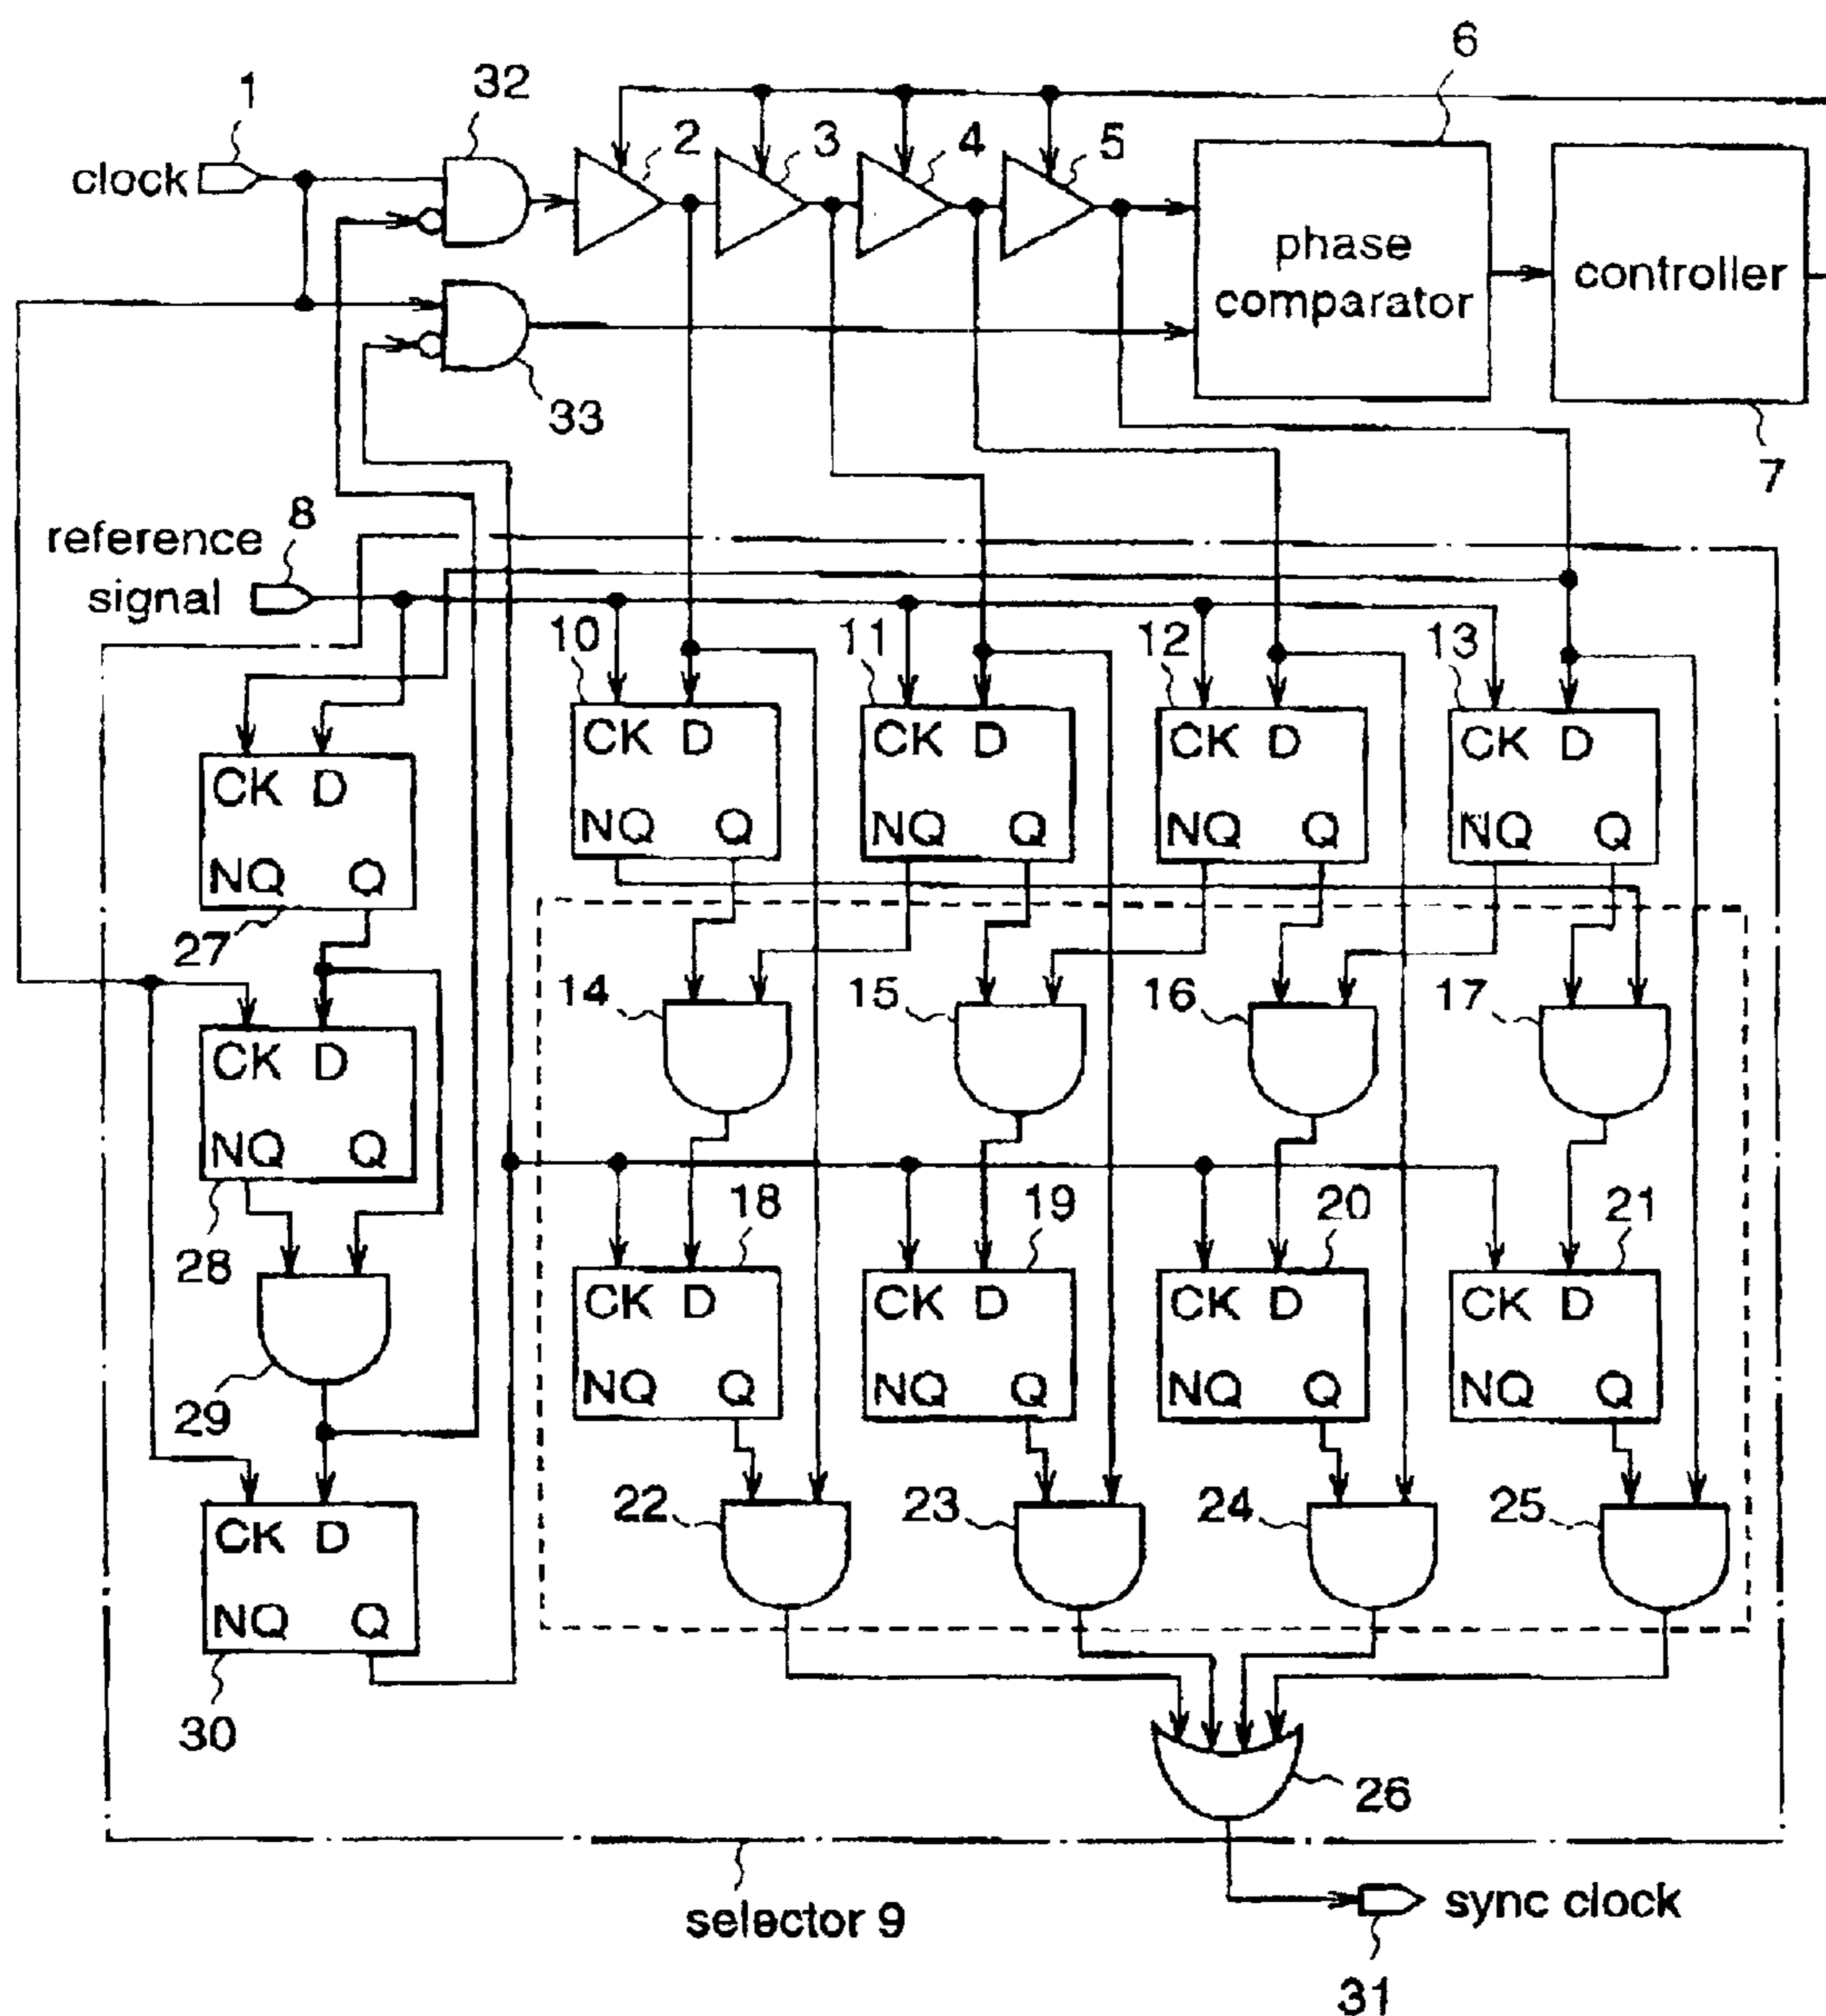 6
1
32
clock
2
3
4
5
phase
comparator
controller
33
7
8
reference
signal
10
11
12
13
CK D
NQ Q
CK D
NQ Q
CK D
NQ Q
CK D
NQ Q
CK D
NQ Q
27
14
15
16
17
CK D
NQ Q
28
18
19
20
21
CK D
NQ Q
CK D
NQ Q
CK D
NQ Q
CK D
NQ Q
29
22
23
24
25
CK D
NQ Q
30
26
selector 9
sync clock
31